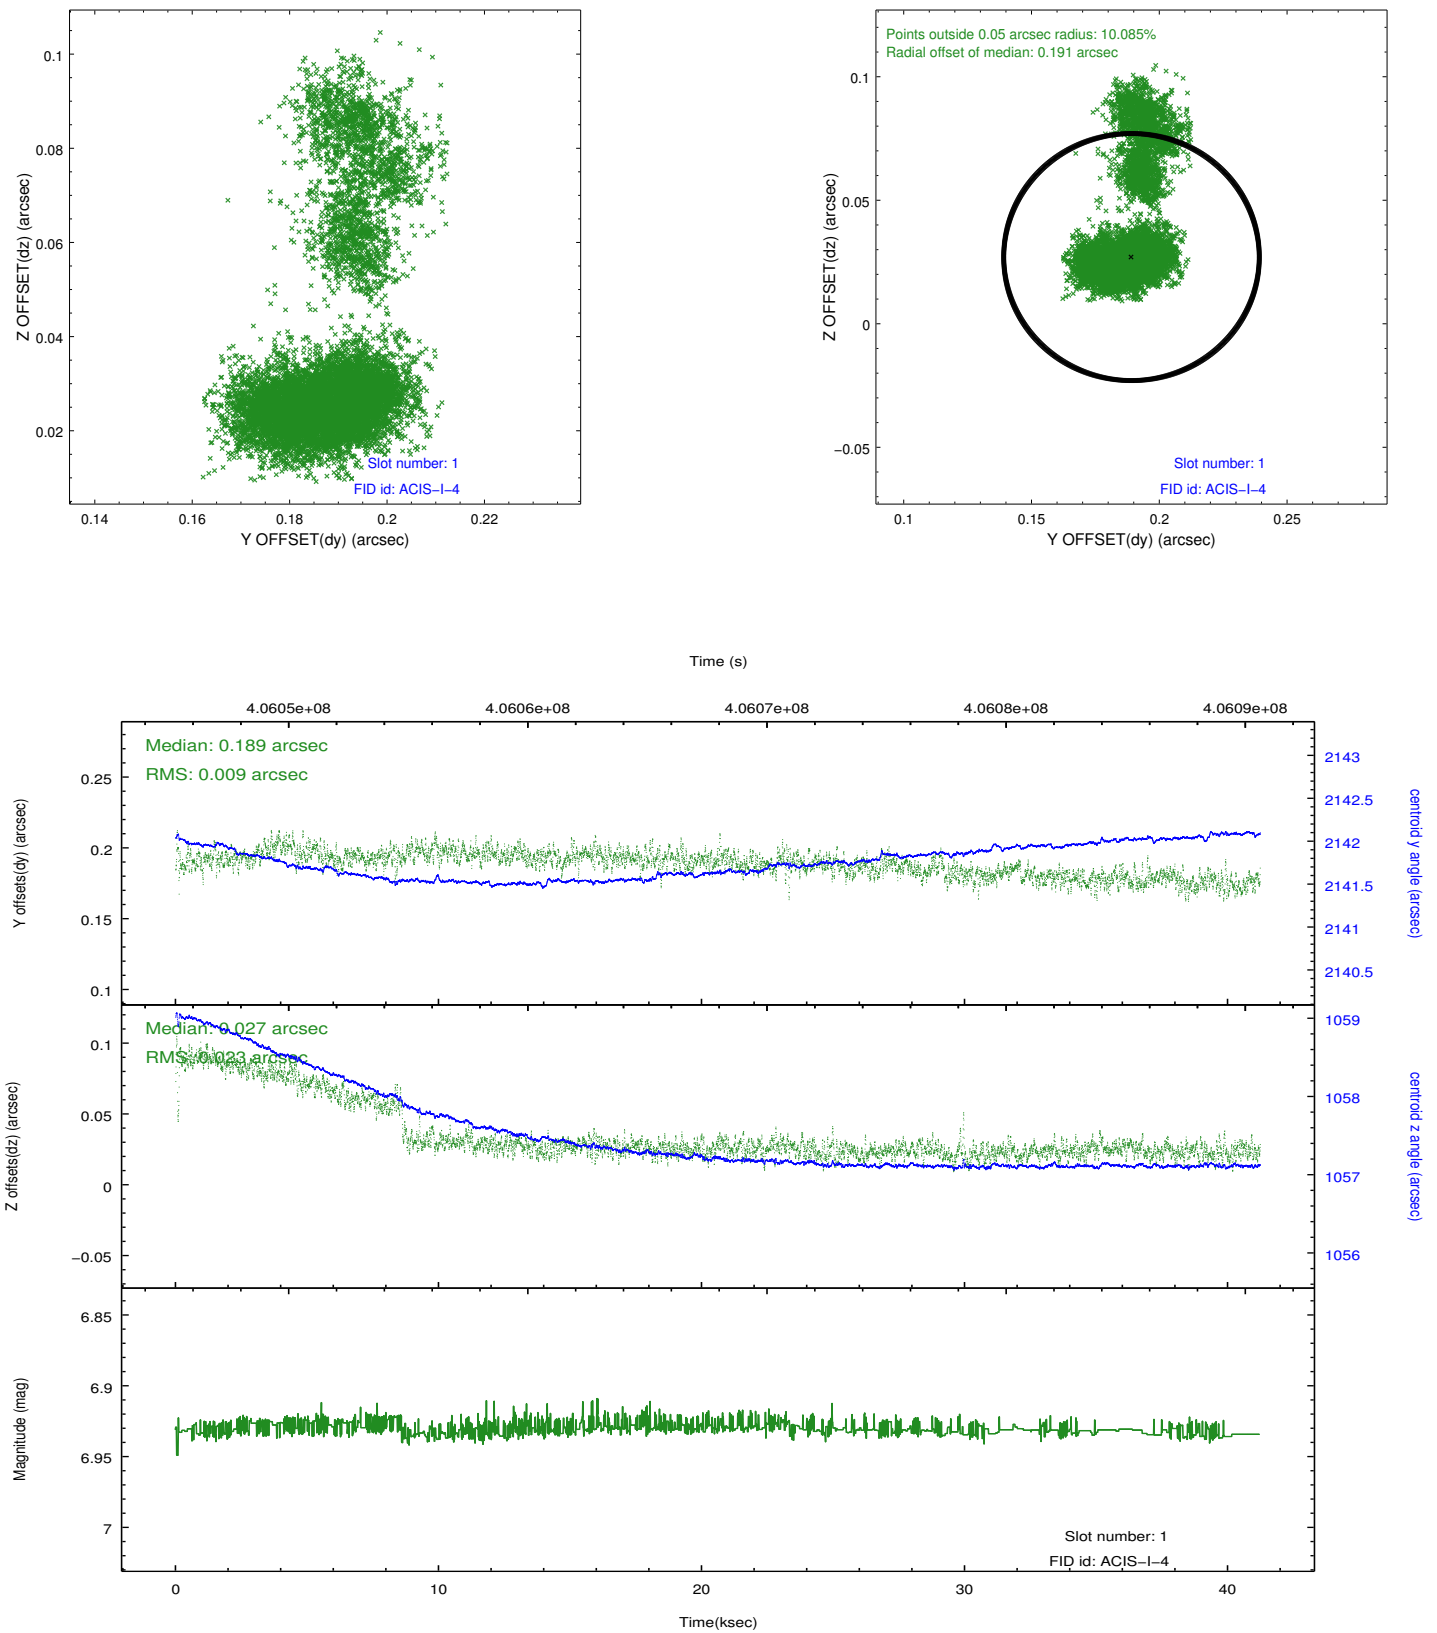 0.1
0.08
0.06
0.04
0.02
Z OFFSET(dz) (arcsec)
Slot number: 1
FID id: ACIS-I-4
0.14 0.16 0.18 0.2 0.22
Y OFFSET(dy) (arcsec)
Points outside 0.05 arcsec radius: 10.085%
Radial offset of median: 0.191 arcsec
0.1
0.05
0
−0.05
Z OFFSET(dz) (arcsec)
Slot number: 1
FID id: ACIS-I-4
0.1 0.15 0.2 0.25
Y OFFSET(dy) (arcsec)
Time (s)
4.0605e+08 4.0606e+08 4.0607e+08 4.0608e+08 4.0609e+08
Median: 0.189 arcsec
RMS: 0.009 arcsec
0.25
0.2
0.15
0.1
Y offsets(dy) (arcsec)
2143
2142.5
2142
2141.5
2141
2140.5
centroid y angle (arcsec)
Median: 0.027 arcsec
RMS: 0.023 arcsec
0.1
0.05
0
−0.05
Z offsets(dz) (arcsec)
1059
1058
1057
1056
centroid z angle (arcsec)
6.85
6.9
6.95
7
Magnitude (mag)
Slot number: 1
FID id: ACIS-I-4
0 10 20 30 40
Time(ksec)